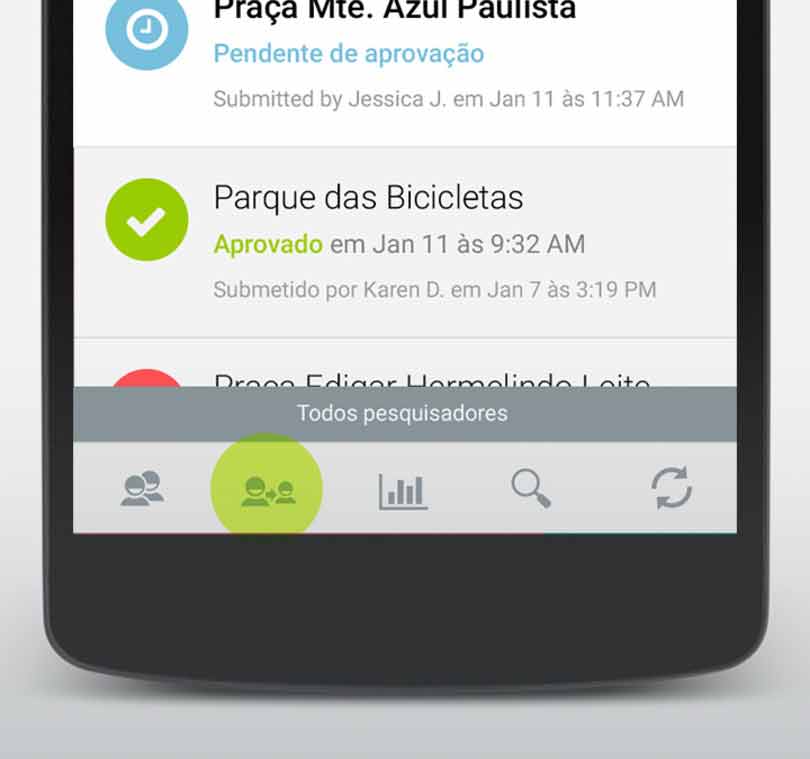 Praça Mte. Azul Paulista
Pendente de aprovação
Submitted by Jessica J. em Jan 11 às 11:37 AM
Parque das Bicicletas
Aprovado em Jan 11 às 9:32 AM
Submetido por Karen D. em Jan 7 às 3:19 PM
Praça Edigar Hermelindo Leite
Todos pesquisadores